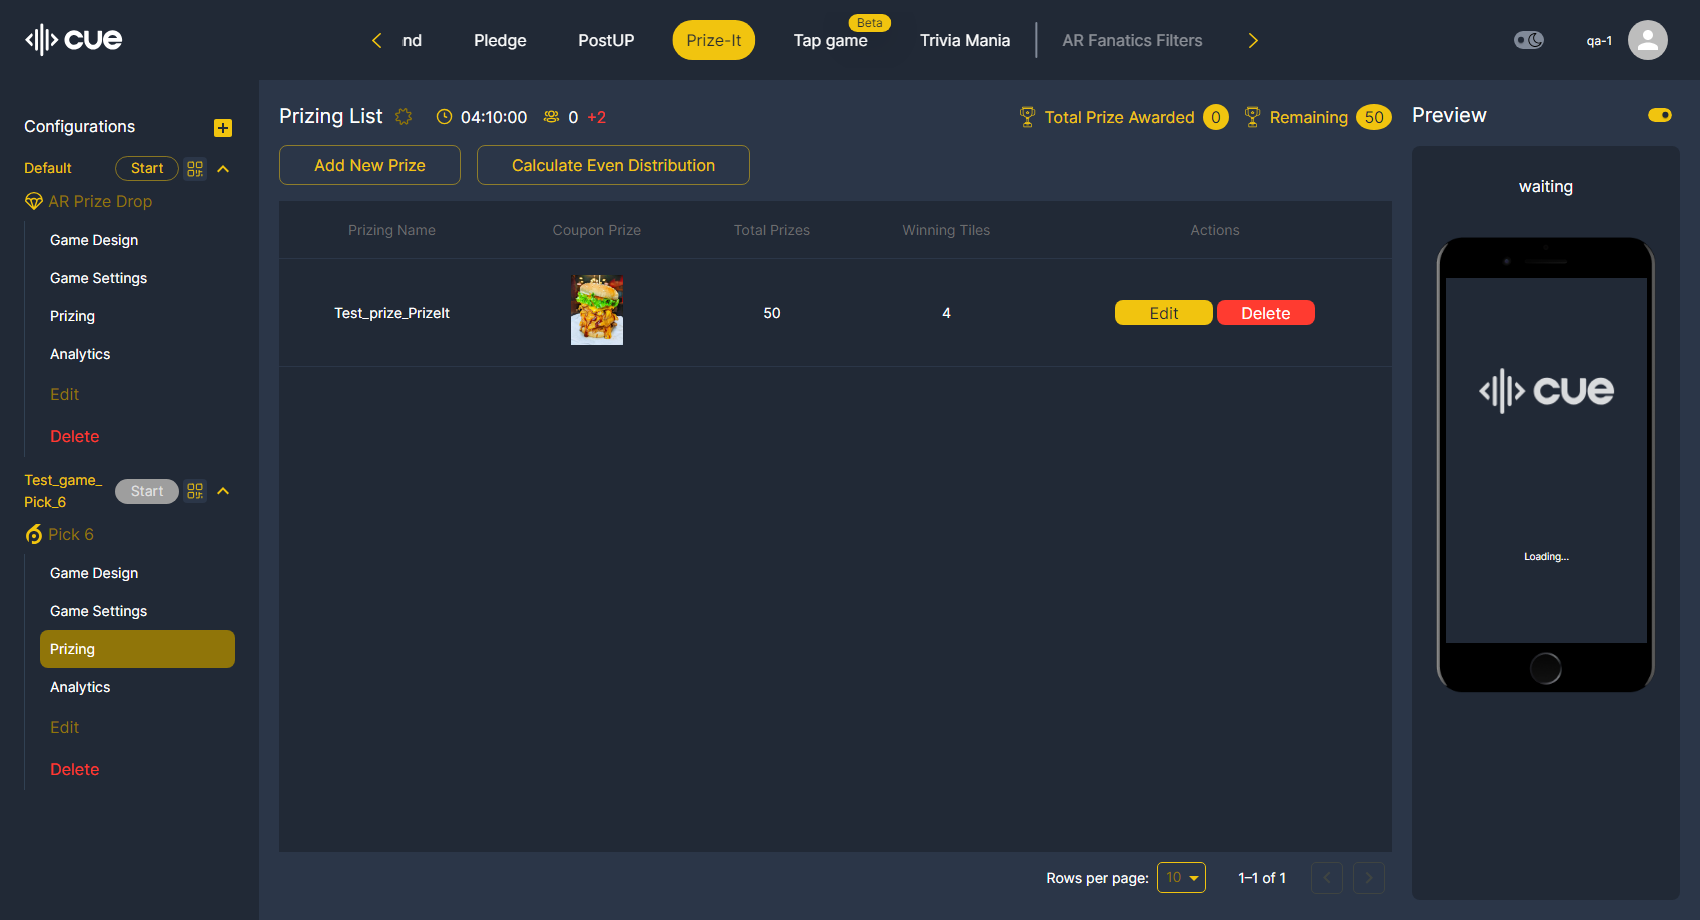 cue
nd
Pledge
PostUP
Prize-It
Beta
Tap game
Trivia Mania
AR Fanatics Filters
qa-1
Configurations
Default
Start
AR Prize Drop
Game Design
Game Settings
Prizing
Analytics
Edit
Delete
Test_game_
Pick_6
Start
Pick 6
Game Design
Game Settings
Prizing
Analytics
Edit
Delete
Prizing List
04:10:00
0 +2
Total Prize Awarded 0
Remaining 50
Add New Prize
Calculate Even Distribution
Prizing Name
Coupon Prize
Total Prizes
Winning Tiles
Actions
Test_prize_PrizeIt
50
4
Edit
Delete
Rows per page: 10
1–1 of 1
Preview
waiting
cue
Loading...